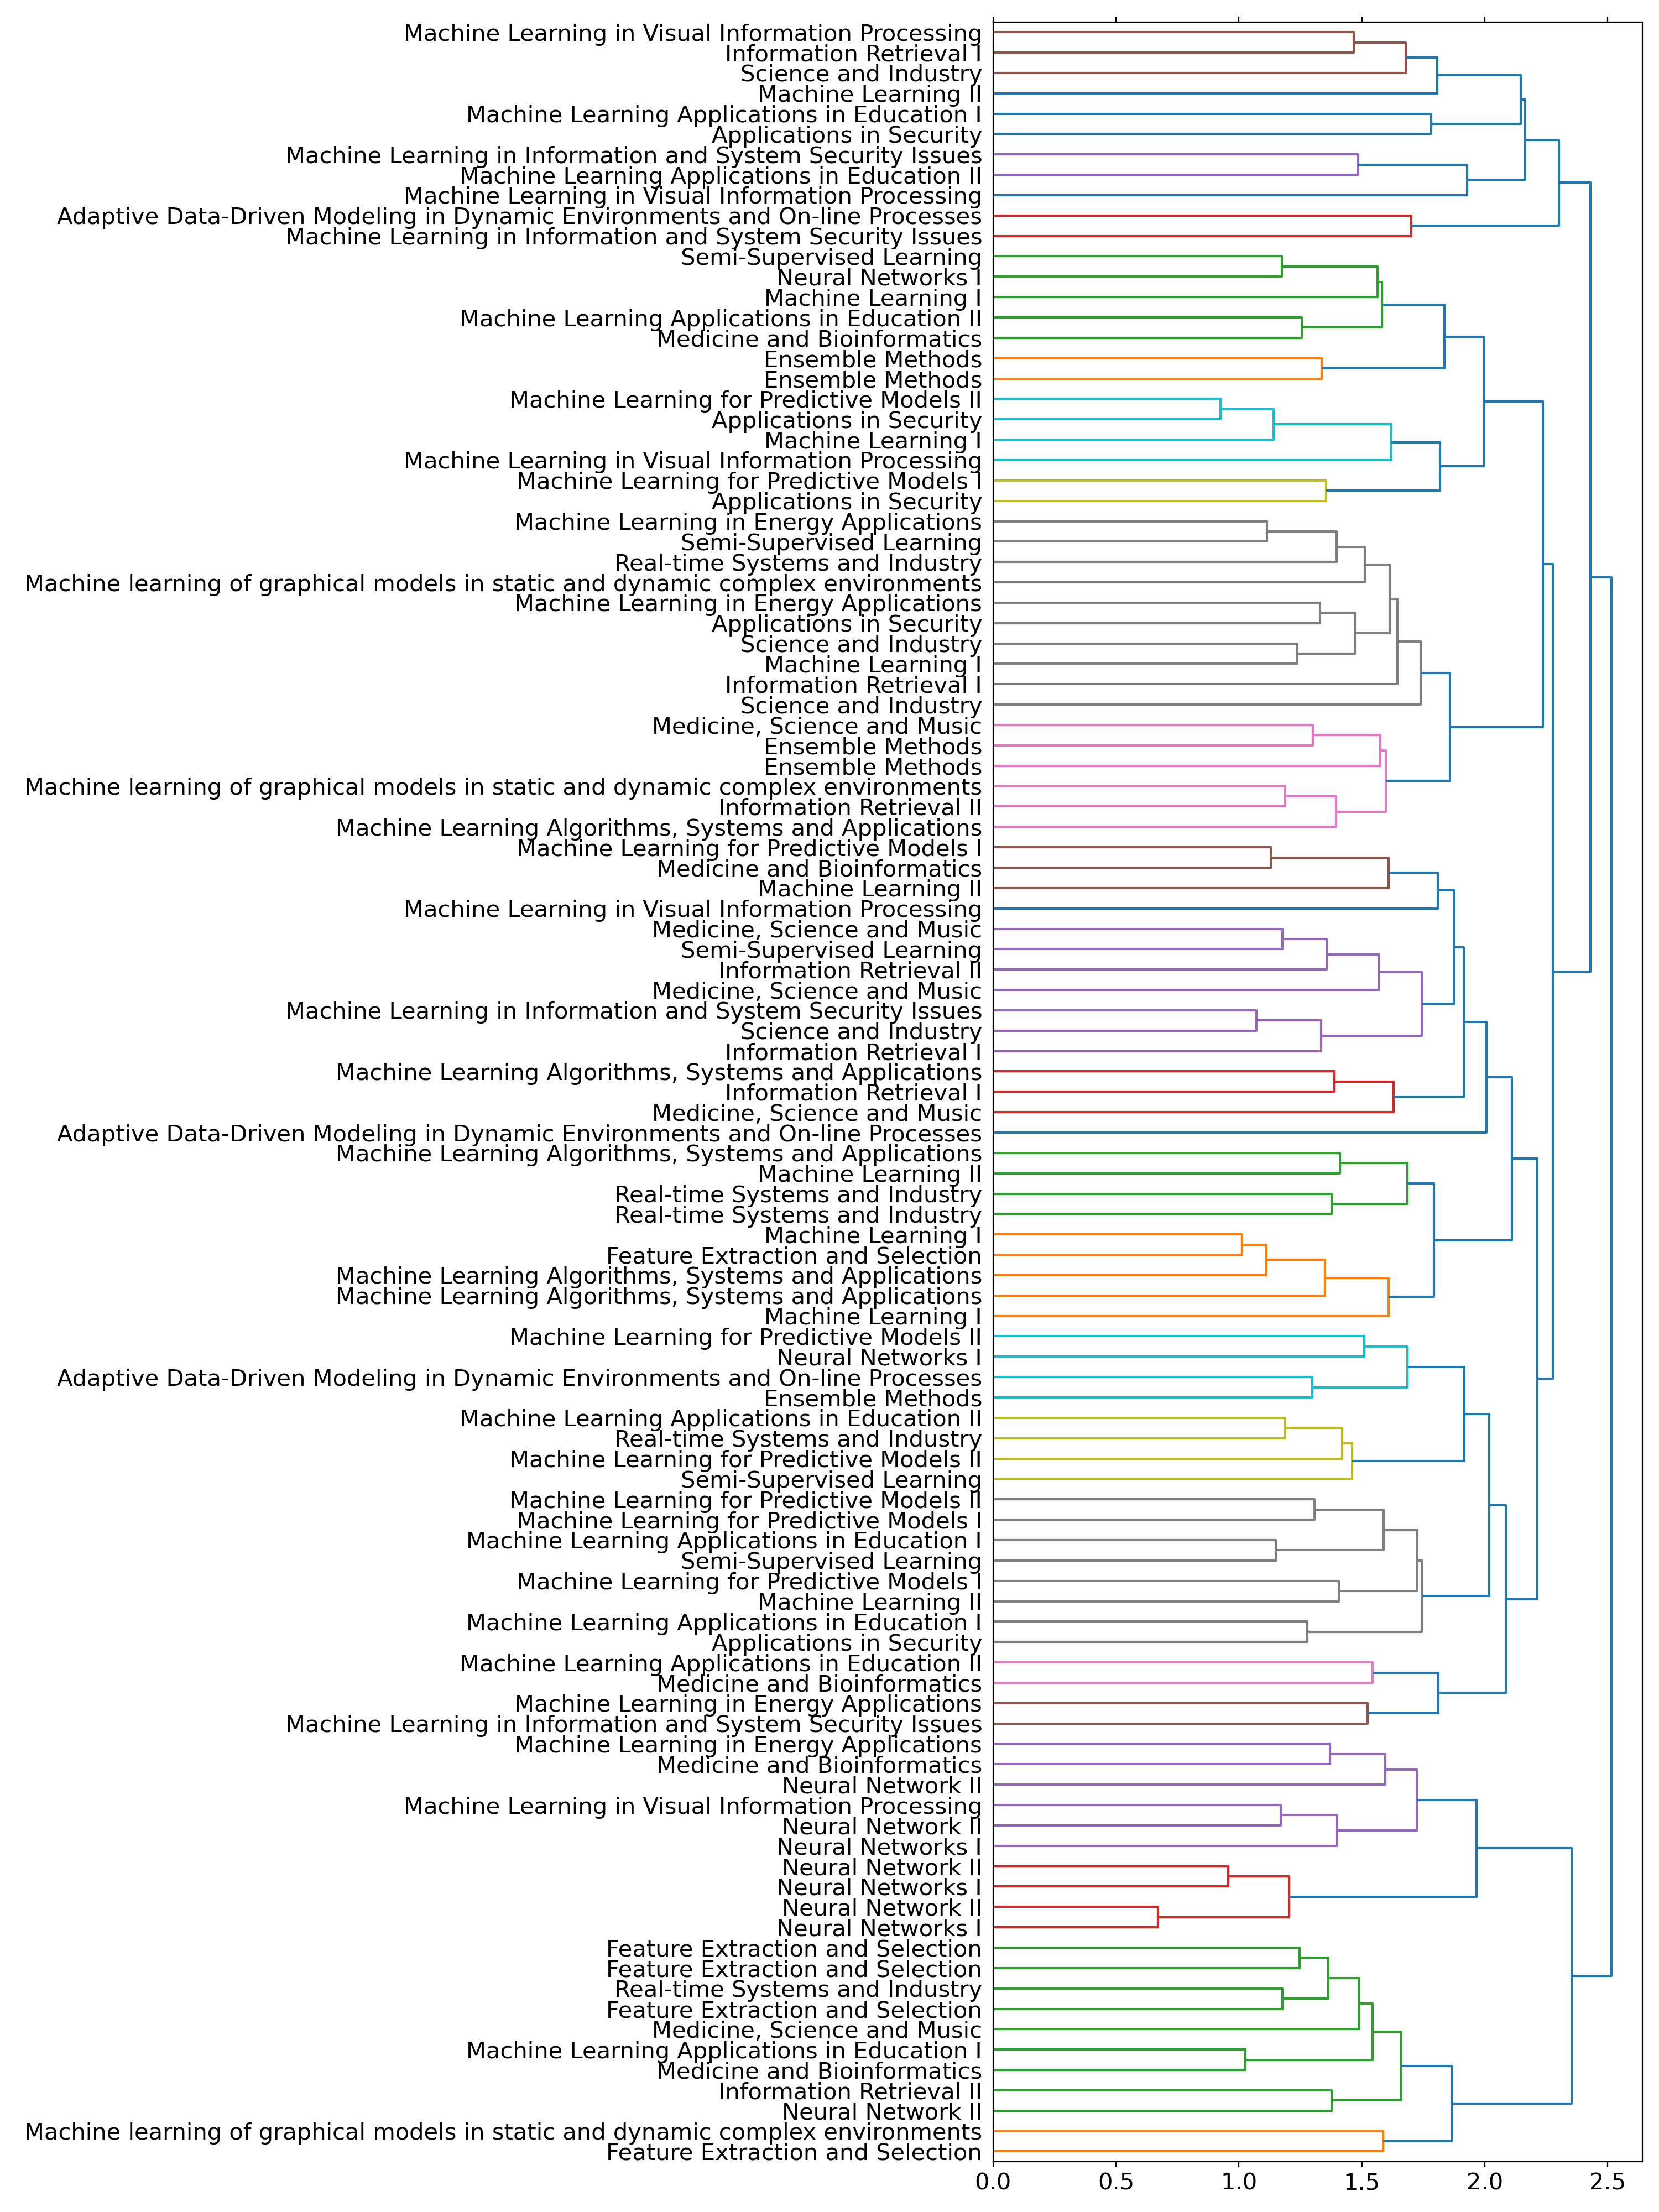 Machine Learning in Visual Information Processing
Information Retrieval I
Science and Industry
Machine Learning II
Machine Learning Applications in Education I
Applications in Security
Machine Learning in Information and System Security Issues
Machine Learning Applications in Education II
Machine Learning in Visual Information Processing
Adaptive Data-Driven Modeling in Dynamic Environments and On-line Processes
Machine Learning in Information and System Security Issues
Semi-Supervised Learning
Neural Networks I
Machine Learning I
Machine Learning Applications in Education II
Medicine and Bioinformatics
Ensemble Methods
Ensemble Methods
Machine Learning for Predictive Models II
Applications in Security
Machine Learning I
Machine Learning in Visual Information Processing
Machine Learning for Predictive Models I
Applications in Security
Machine Learning in Energy Applications
Semi-Supervised Learning
Real-time Systems and Industry
Machine learning of graphical models in static and dynamic complex environments
Machine Learning in Energy Applications
Applications in Security
Science and Industry
Machine Learning I
Information Retrieval I
Science and Industry
Medicine, Science and Music
Ensemble Methods
Ensemble Methods
Machine learning of graphical models in static and dynamic complex environments
Information Retrieval II
Machine Learning Algorithms, Systems and Applications
Machine Learning for Predictive Models I
Medicine and Bioinformatics
Machine Learning II
Machine Learning in Visual Information Processing
Medicine, Science and Music
Semi-Supervised Learning
Information Retrieval II
Medicine, Science and Music
Machine Learning in Information and System Security Issues
Science and Industry
Information Retrieval I
Machine Learning Algorithms, Systems and Applications
Information Retrieval I
Medicine, Science and Music
Adaptive Data-Driven Modeling in Dynamic Environments and On-line Processes
Machine Learning Algorithms, Systems and Applications
Machine Learning II
Real-time Systems and Industry
Real-time Systems and Industry
Machine Learning I
Feature Extraction and Selection
Machine Learning Algorithms, Systems and Applications
Machine Learning Algorithms, Systems and Applications
Machine Learning I
Machine Learning for Predictive Models II
Neural Networks I
Adaptive Data-Driven Modeling in Dynamic Environments and On-line Processes
Ensemble Methods
Machine Learning Applications in Education II
Real-time Systems and Industry
Machine Learning for Predictive Models II
Semi-Supervised Learning
Machine Learning for Predictive Models II
Machine Learning for Predictive Models I
Machine Learning Applications in Education I
Semi-Supervised Learning
Machine Learning for Predictive Models I
Machine Learning II
Machine Learning Applications in Education I
Applications in Security
Machine Learning Applications in Education II
Medicine and Bioinformatics
Machine Learning in Energy Applications
Machine Learning in Information and System Security Issues
Machine Learning in Energy Applications
Medicine and Bioinformatics
Neural Network II
Machine Learning in Visual Information Processing
Neural Network II
Neural Networks I
Neural Network II
Neural Networks I
Neural Network II
Neural Networks I
Feature Extraction and Selection
Feature Extraction and Selection
Real-time Systems and Industry
Feature Extraction and Selection
Medicine, Science and Music
Machine Learning Applications in Education I
Medicine and Bioinformatics
Information Retrieval II
Neural Network II
Machine learning of graphical models in static and dynamic complex environments
Feature Extraction and Selection
0.0 0.5 1.0 1.5 2.0 2.5